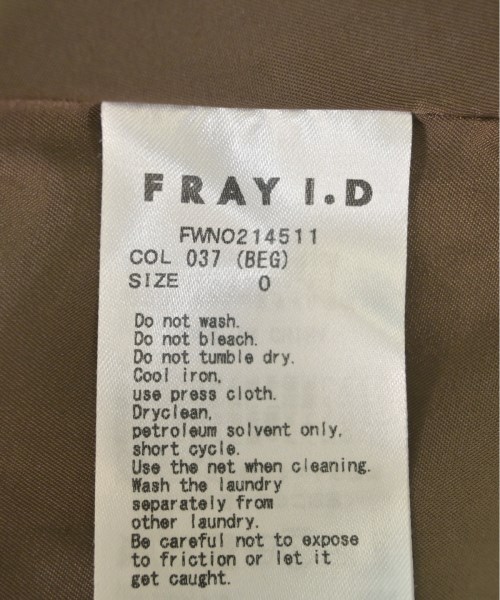 FRAY I.D
FWNO214511
COL 037 (BEG)
SIZE 0
Do not wash.
Do not bleach.
Do not tumble dry.
Cool iron,
use press cloth.
Dryclean,
petroleum solvent only,
short cycle.
Use the net when cleaning.
Wash the laundry
separately from
other laundry.
Be careful not to expose
to friction or let it
get caught.